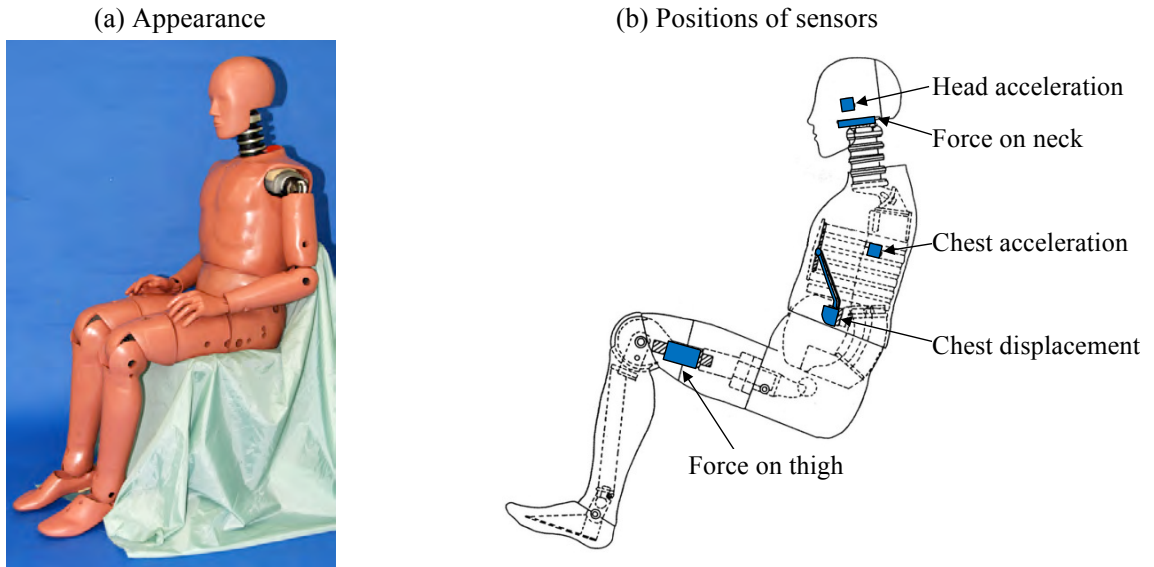 (a) Appearance
(b) Positions of sensors
Head acceleration
Force on neck
Chest acceleration
Chest displacement
Force on thigh